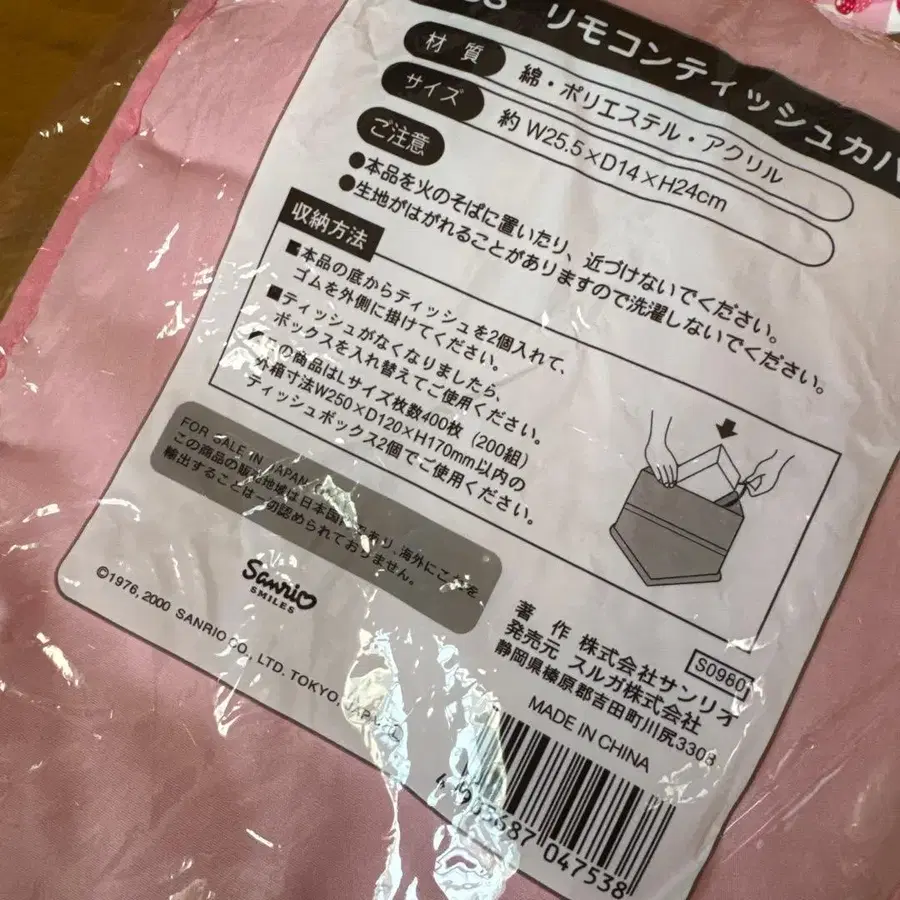 リモコンティッシュカバ
材 質
綿・ポリエステル・アクリル
サイズ
約 W25.5×D14×H24cm
ご注意
●本品を火のそばに置いたり、近づけないでください。
●生地がはがれることがありますので洗濯しないでください。
収納方法
■本品の底からティッシュを2個入れて、
ゴムを外側に掛けてください。
■ティッシュがなくなりましたら、
ボックスを入れ替えてご使用ください。
この商品はLサイズ枚数400枚(200組)
外箱寸法W250×D120×H170mm以内の
ティッシュボックス2個でご使用ください。
FOR SALE IN JAPAN
この商品の販売地域は日本国内であり、海外にこれを
輸出することは一切認められておりません。
Sanrio
SMILES
©1976, 2000 SANRIO CO., LTD. TOKYO, JAPAN
S0980
著 作 株式会社サンリオ
発売元 スルガ株式会社
静岡県榛原郡吉田町川尻3303
MADE IN CHINA
047538